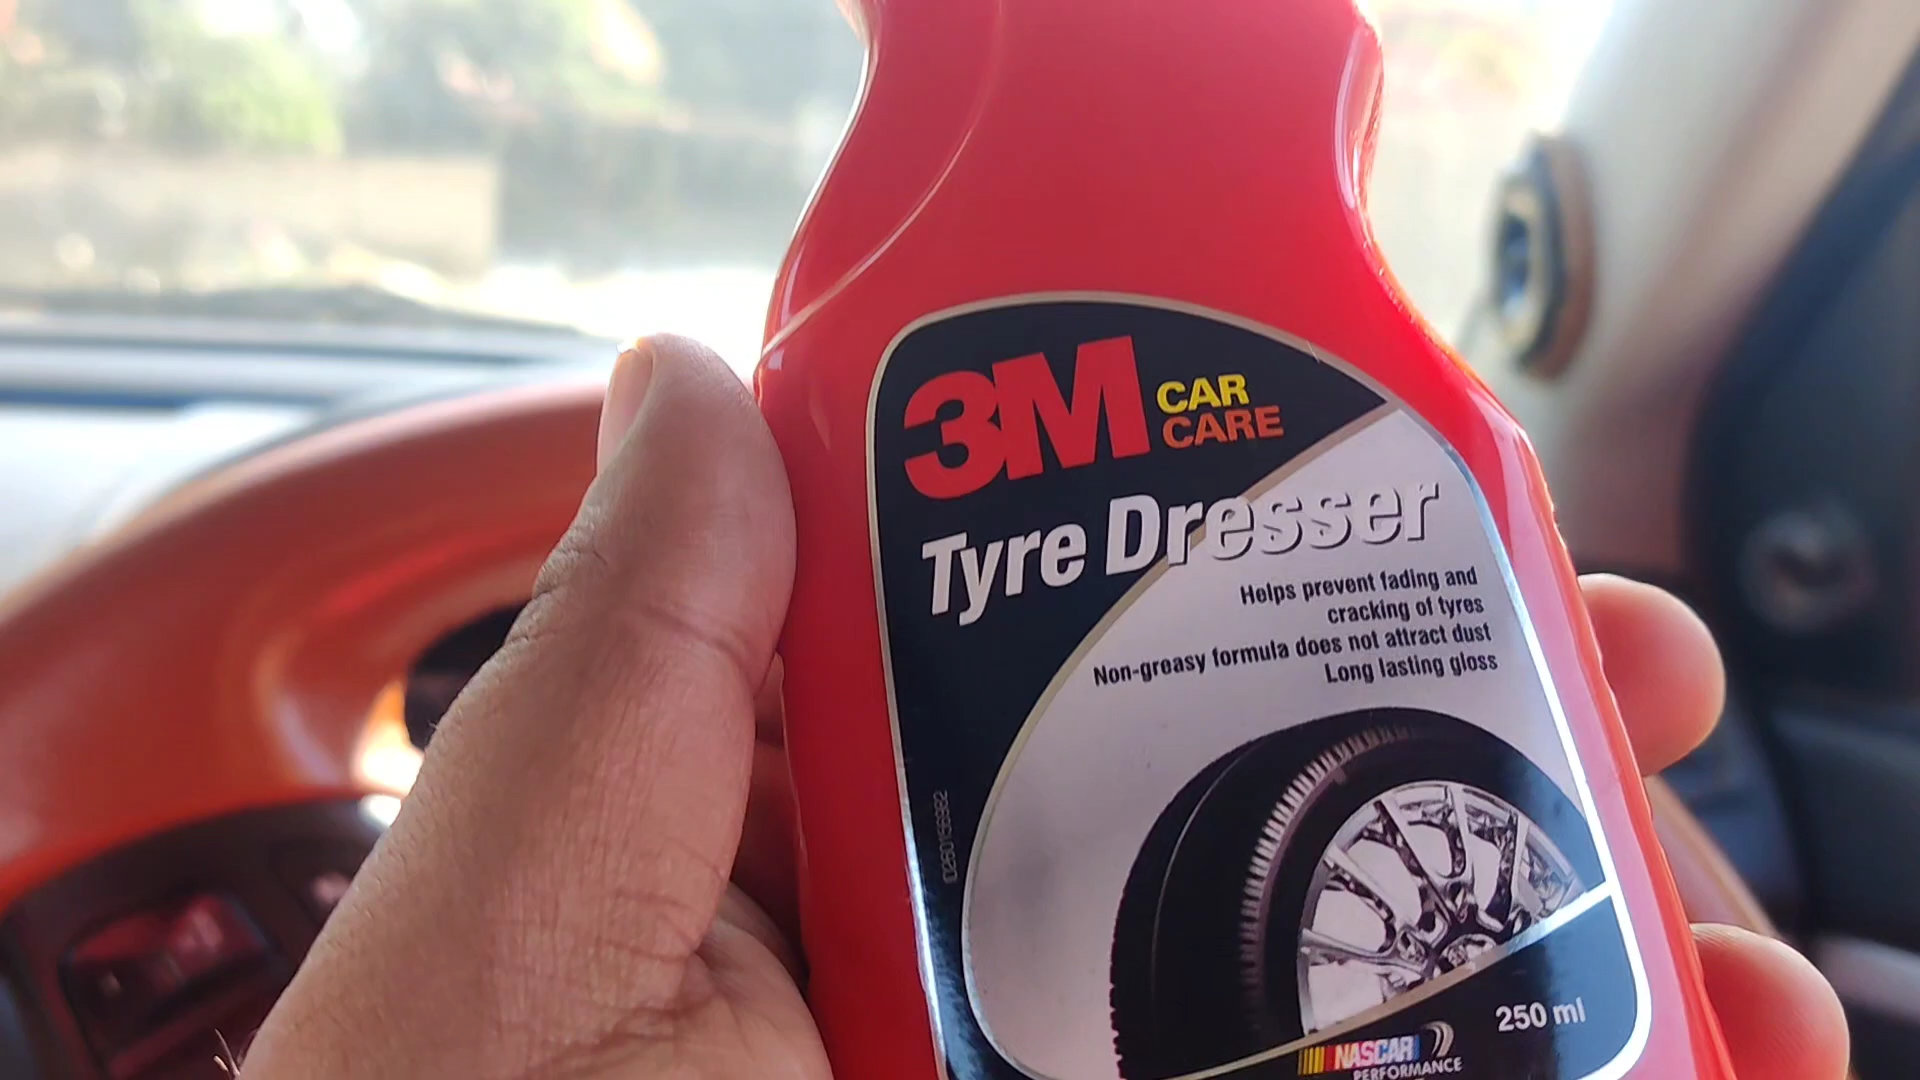 3M CAR
CARE
Tyre Dresser
Helps prevent fading and
cracking of tyres
Non-greasy formula does not attract dust
Long lasting gloss
250 ml
NASCAR
PERFORMANCE